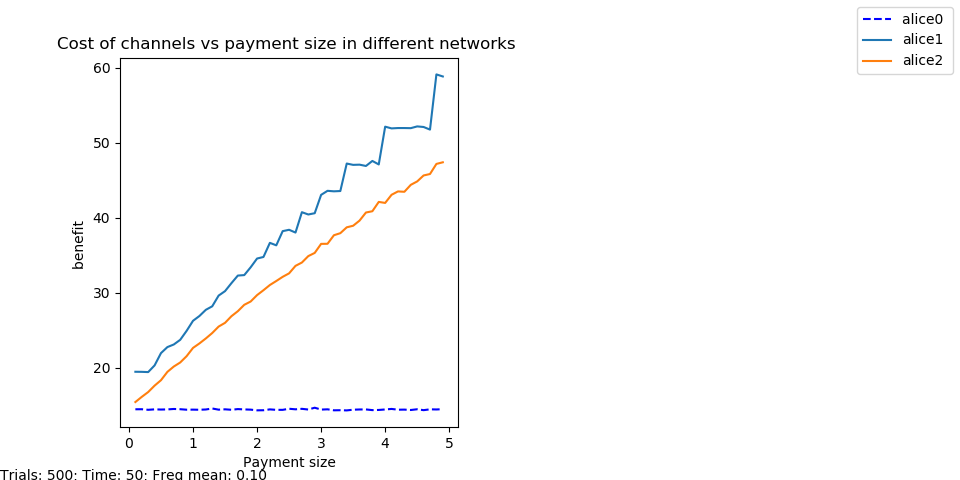 alice0
alice1
alice2
Cost of channels vs payment size in different networks
60
50
40
30
20
benefit
0 1 2 3 4 5
Payment size
Trials: 500; Time: 50; Freq mean: 0.10